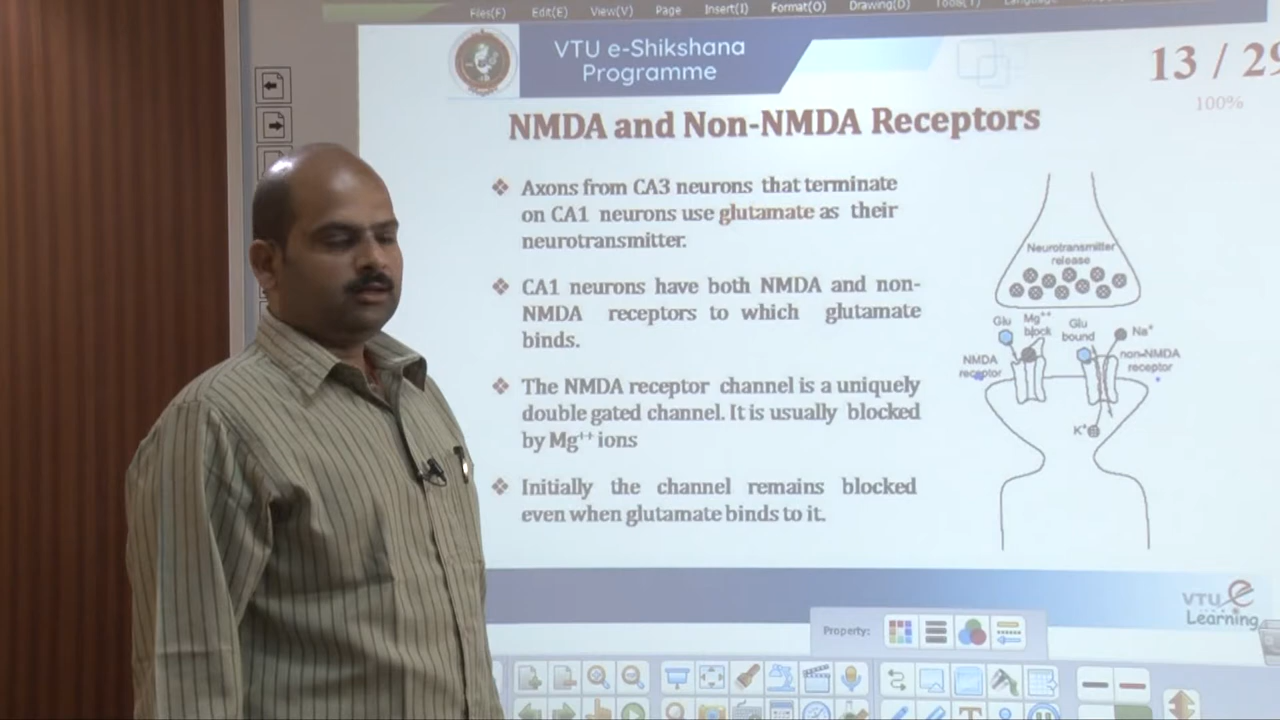 Files(F) Edit(E) View(V) Page Insert(I) Format(O) Drawing(D) Tools(T) Language
VTU e-Shikshana
Programme
13 / 29
100%
NMDA and Non-NMDA Receptors
❖ Axons from CA3 neurons that terminate
on CA1 neurons use glutamate as their
neurotransmitter.
❖ CA1 neurons have both NMDA and non-
NMDA receptors to which glutamate
binds.
❖ The NMDA receptor channel is a uniquely
double gated channel. It is usually blocked
by Mg⁺⁺ ions
❖ Initially the channel remains blocked
even when glutamate binds to it.
Neurotransmitter
release
Glu
Mg⁺⁺
block
Glu
bound
Na⁺
NMDA
receptor
non-NMDA
receptor
K⁺
VTU e
Learning
Property: